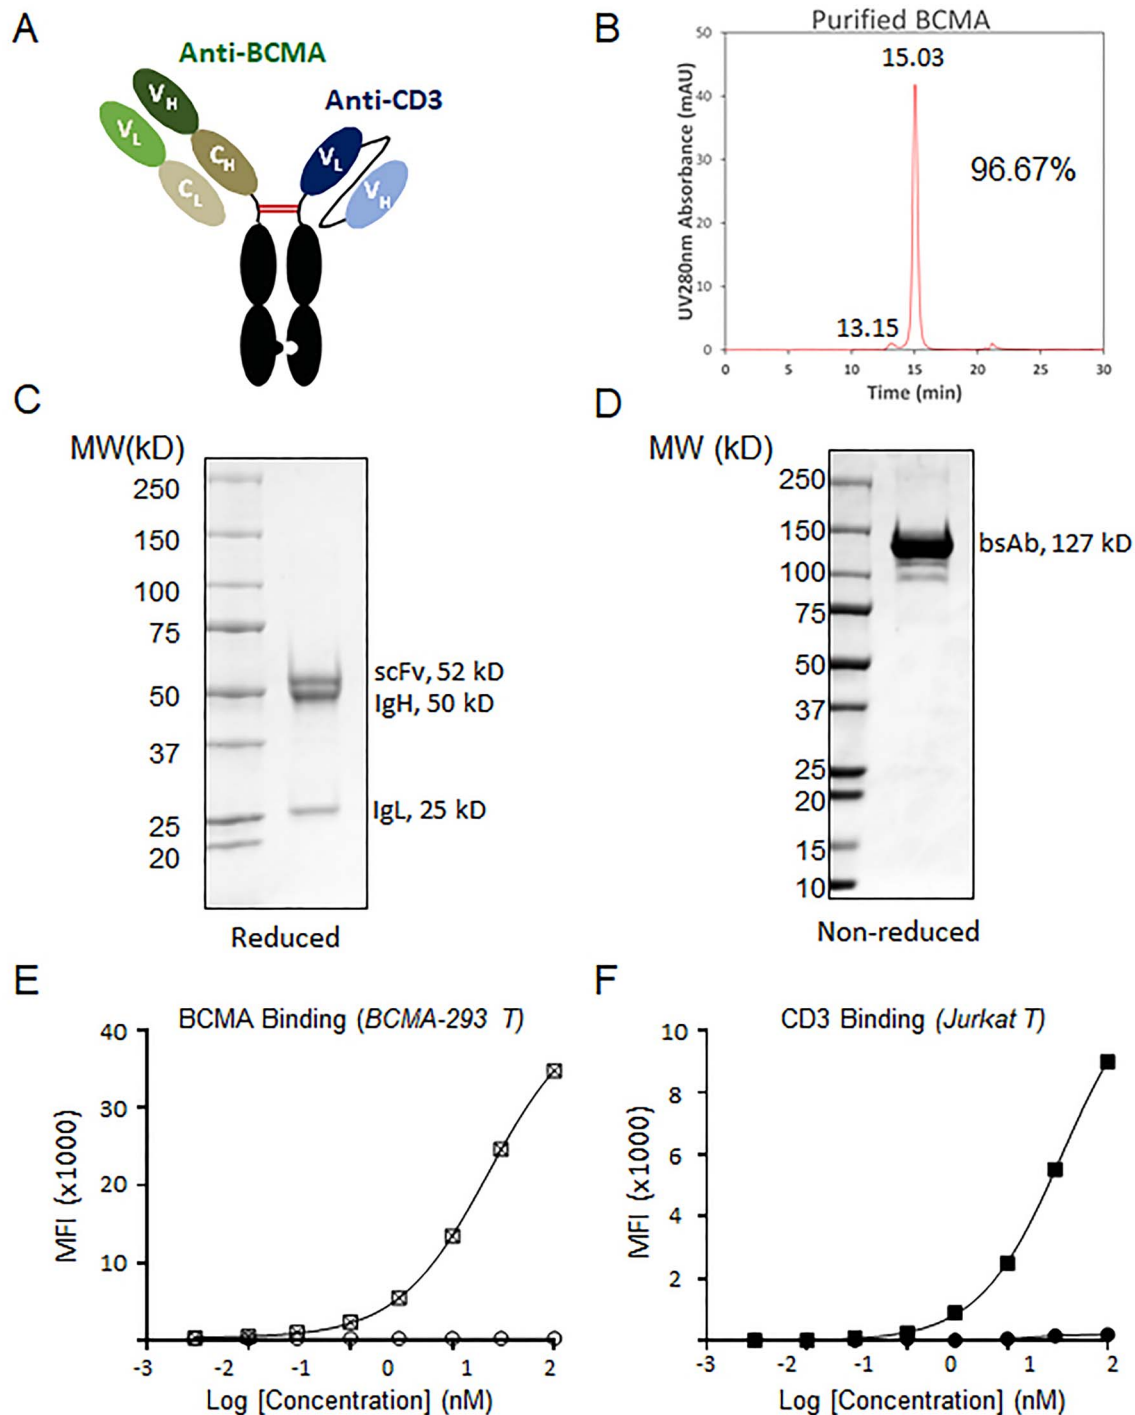 A
Anti-BCMA
Anti-CD3
VH
VL
CH
CL
VL
VH
B
Purified BCMA
UV280nm Absorbance (mAU)
50
40
30
20
10
0
15.03
96.67%
13.15
0 5 10 15 20 25 30
Time (min)
C
MW(kD)
250
150
100
75
50
37
25
20
scFv, 52 kD
IgH, 50 kD
IgL, 25 kD
Reduced
D
MW (kD)
250
150
100
75
50
37
25
20
15
10
bsAb, 127 kD
Non-reduced
E
BCMA Binding (BCMA-293 T)
MFI (x1000)
40
30
20
10
-3 -2 -1 0 1 2
Log [Concentration] (nM)
F
CD3 Binding (Jurkat T)
MFI (x1000)
10
8
6
4
2
-3 -2 -1 0 1 2
Log [Concentration] (nM)